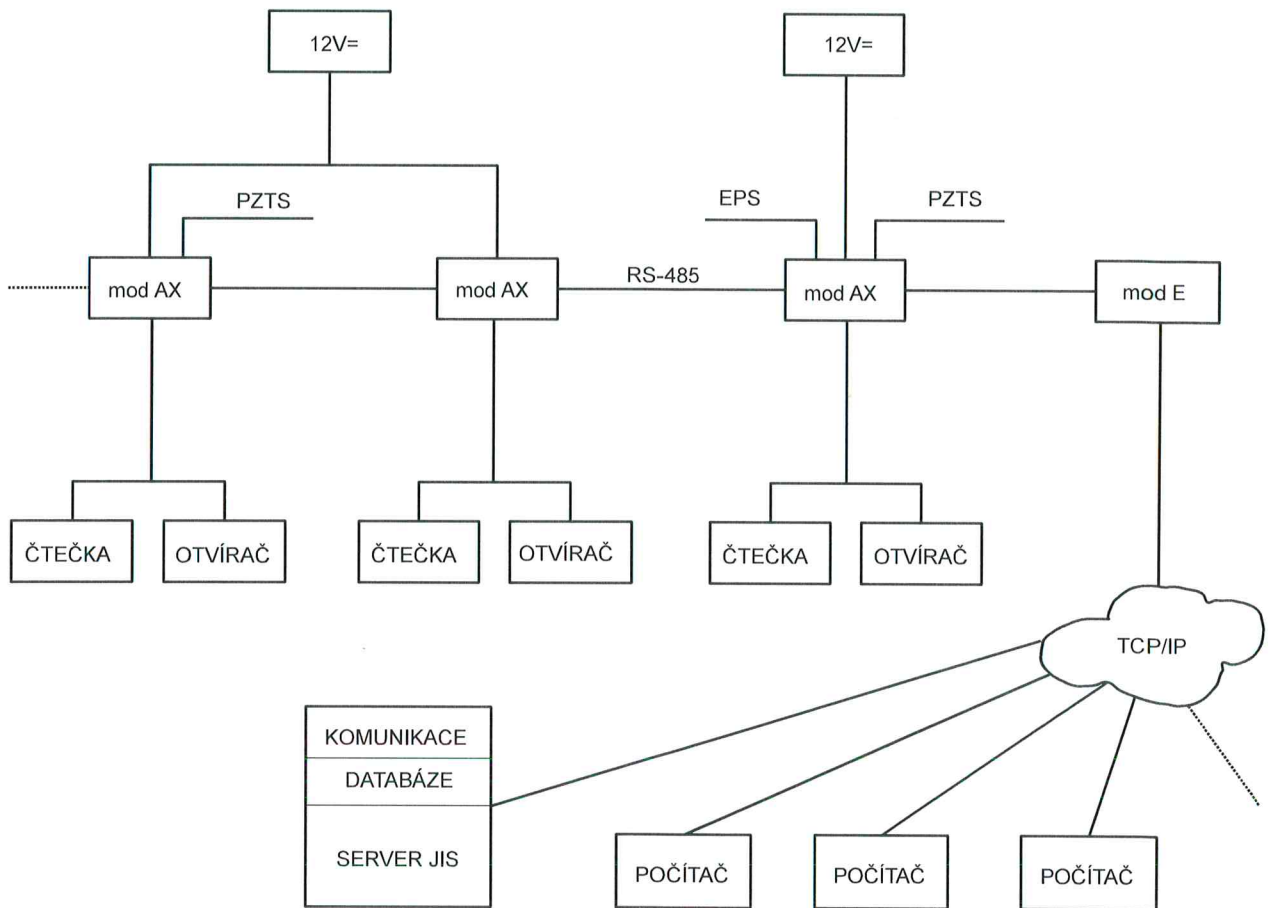 12V=
12V=
PZTS
EPS
PZTS
mod AX
mod AX
RS-485
mod AX
mod E
ČTEČKA
OTVÍRAČ
ČTEČKA
OTVÍRAČ
ČTEČKA
OTVÍRAČ
TCP/IP
KOMUNIKACE
DATABÁZE
SERVER JIS
POČÍTAČ
POČÍTAČ
POČÍTAČ